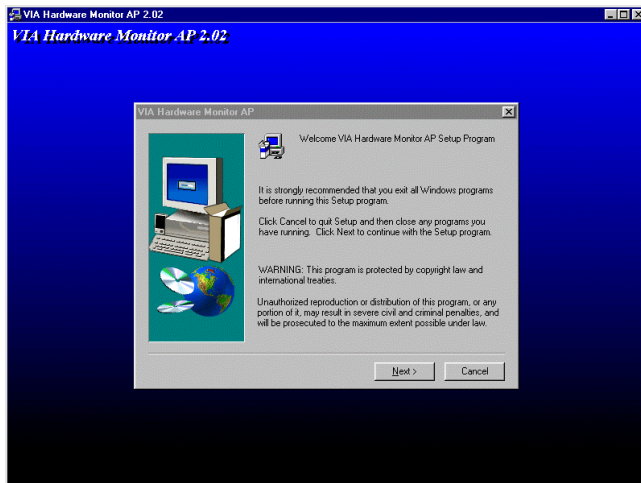 VIA Hardware Monitor AP 2.02
VIA Hardware Monitor AP 2.02
VIA Hardware Monitor AP
Welcome VIA Hardware Monitor AP Setup Program
It is strongly recommended that you exit all Windows programs
before running this Setup program.
Click Cancel to quit Setup and then close any programs you
have running. Click Next to continue with the Setup program.
WARNING: This program is protected by copyright law and
international treaties.
Unauthorized reproduction or distribution of this program, or any
portion of it, may result in severe civil and criminal penalties, and
will be prosecuted to the maximum extent possible under law.
Next >
Cancel